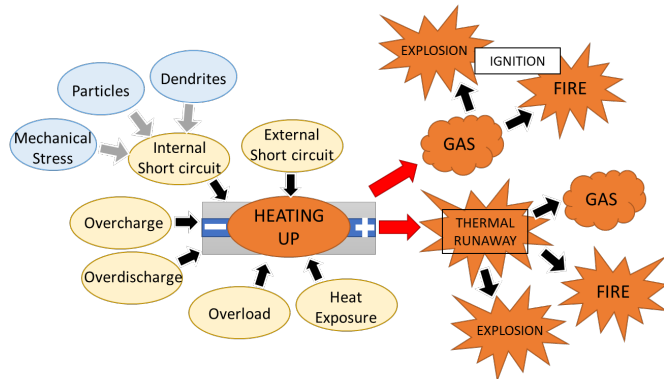 EXPLOSION
IGNITION
FIRE
Dendrites
Particles
Mechanical
Stress
Internal
Short circuit
External
Short circuit
GAS
Overcharge
HEATING
UP
Overdischarge
Overload
Heat
Exposure
THERMAL
RUNAWAY
GAS
FIRE
EXPLOSION